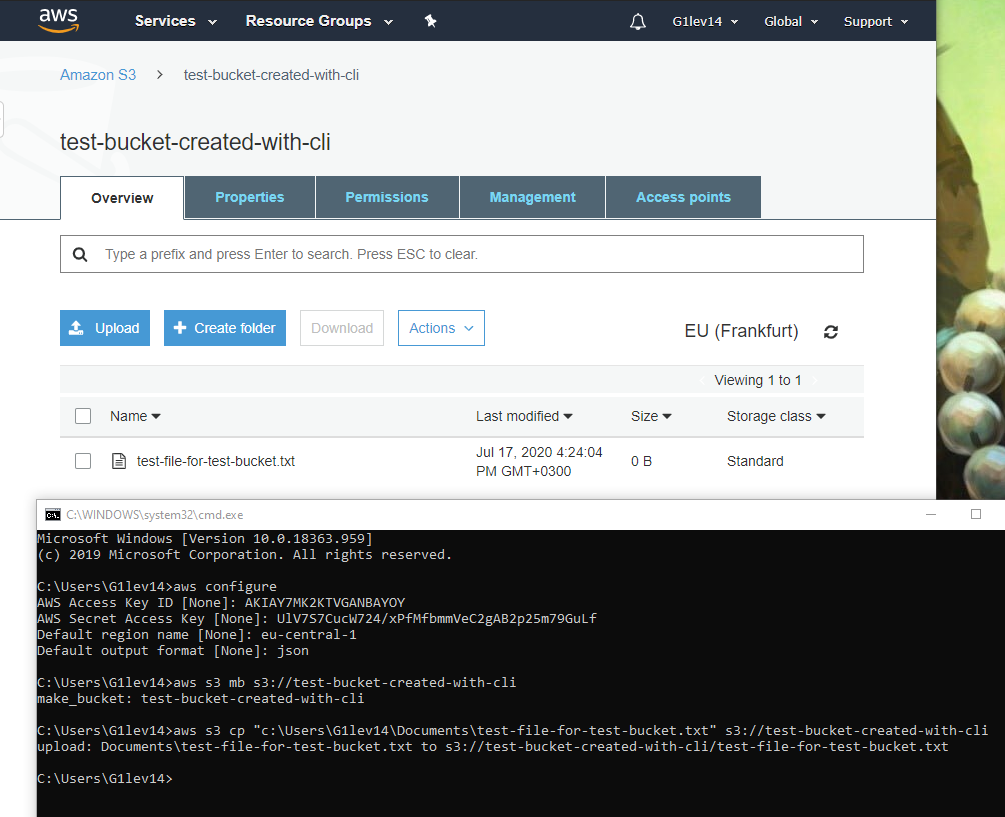 aws
Services
Resource Groups
G1lev14
Global
Support
Amazon S3 > test-bucket-created-with-cli
test-bucket-created-with-cli
Overview
Properties
Permissions
Management
Access points
Type a prefix and press Enter to search. Press ESC to clear.
Upload
Create folder
Download
Actions
EU (Frankfurt)
Viewing 1 to 1
Name
Last modified
Size
Storage class
test-file-for-test-bucket.txt
Jul 17, 2020 4:24:04
PM GMT+0300
0 B
Standard
C:\WINDOWS\system32\cmd.exe
Microsoft Windows [Version 10.0.18363.959]
(c) 2019 Microsoft Corporation. All rights reserved.
C:\Users\G1lev14>aws configure
AWS Access Key ID [None]: AKIAY7MK2KTVGANBAYOY
AWS Secret Access Key [None]: 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
Default region name [None]: eu-central-1
Default output format [None]: json
C:\Users\G1lev14>aws s3 mb s3://test-bucket-created-with-cli
make_bucket: test-bucket-created-with-cli
C:\Users\G1lev14>aws s3 cp "c:\Users\G1lev14\Documents\test-file-for-test-bucket.txt" s3://test-bucket-created-with-cli
upload: Documents\test-file-for-test-bucket.txt to s3://test-bucket-created-with-cli/test-file-for-test-bucket.txt
C:\Users\G1lev14>